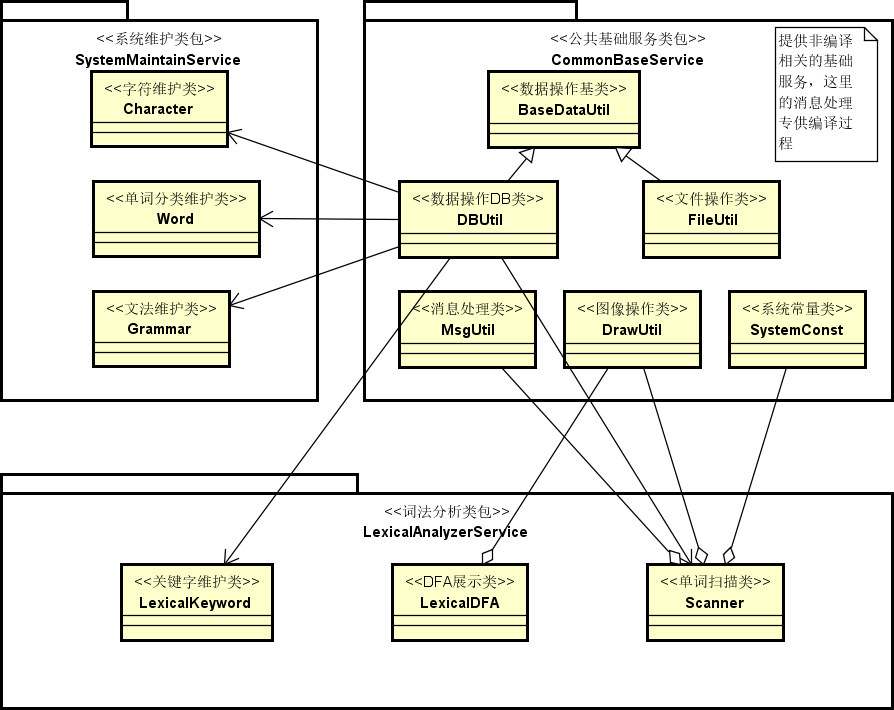 <<系统维护类包>>
SystemMaintainService
<<字符维护类>>
Character
<<单词分类维护类>>
Word
<<文法维护类>>
Grammar
<<公共基础服务类包>>
CommonBaseService
<<数据操作基类>>
BaseDataUtil
提供非编译
相关的基础
服务，这里
的消息处理
专供编译过
程
<<数据操作DB类>>
DBUtil
<<文件操作类>>
FileUtil
<<消息处理类>>
MsgUtil
<<图像操作类>>
DrawUtil
<<系统常量类>>
SystemConst
<<词法分析类包>>
LexicalAnalyzerService
<<关键字维护类>>
LexicalKeyword
<<DFA展示类>>
LexicalDFA
<<单词扫描类>>
Scanner